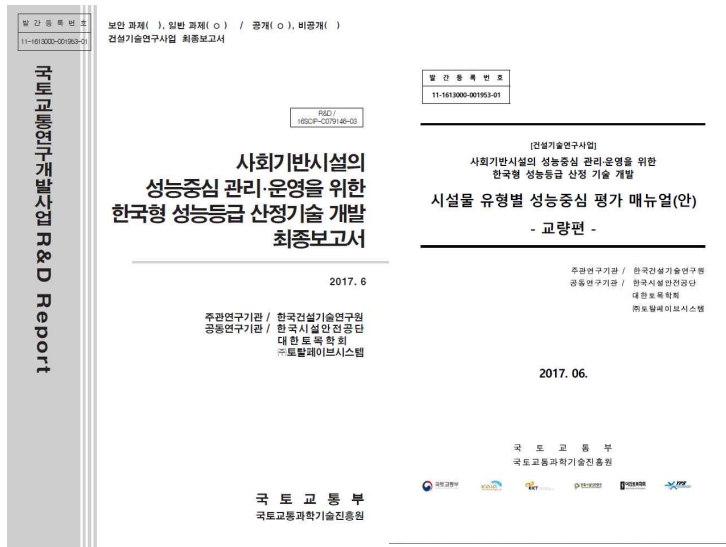 발 간 등 록 번 호
11-1613000-001953-01
국토교통연구개발사업 R&D Report
보안 과제( ), 일반 과제( ○ ) / 공개( ○ ), 비공개( )
건설기술연구사업 최종보고서
R&D /
16SCIP-C079146-03
사회기반시설의
성능중심 관리·운영을 위한
한국형 성능등급 산정기술 개발
최종보고서
2017. 6
주관연구기관 / 한국건설기술연구원
공동연구기관 / 한국시설안전공단
대한토목학회
㈜토탈페이브시스템
국 토 교 통 부
국토교통과학기술진흥원
발 간 등 록 번 호
11-1613000-001953-01
[건설기술연구사업]
사회기반시설의 성능중심 관리·운영을 위한
한국형 성능등급 산정 기술 개발
시설물 유형별 성능중심 평가 매뉴얼(안)
- 교량편 -
주관연구기관 / 한국건설기술연구원
공동연구기관 / 한국시설안전공단
대한토목학회
㈜토탈페이브시스템
2017. 06.
국 토 교 통 부
국토교통과학기술진흥원
국토교통부
KICT
TPS